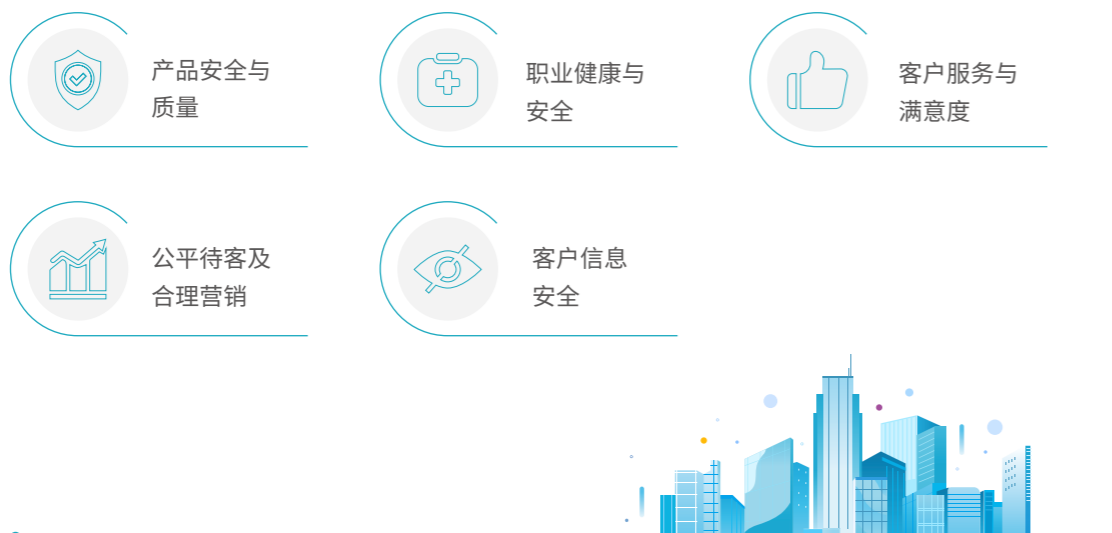 产品安全与
质量
职业健康与
安全
客户服务与
满意度
公平待客及
合理营销
客户信息
安全